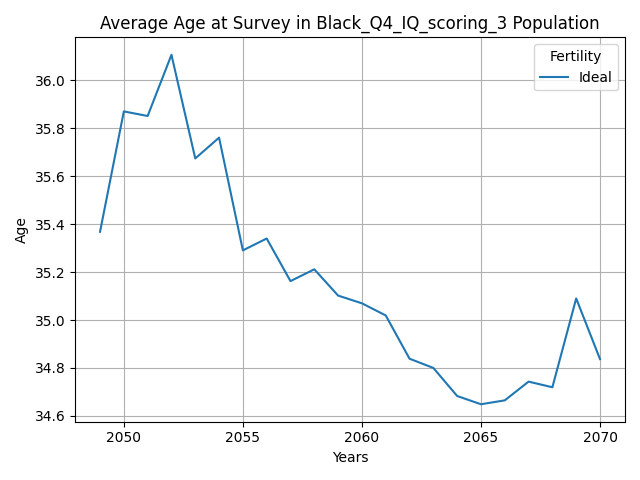 Average Age at Survey in Black_Q4_IQ_scoring_3 Population
Fertility
Ideal
Age
36.0
35.8
35.6
35.4
35.2
35.0
34.8
34.6
2050 2055 2060 2065 2070
Years